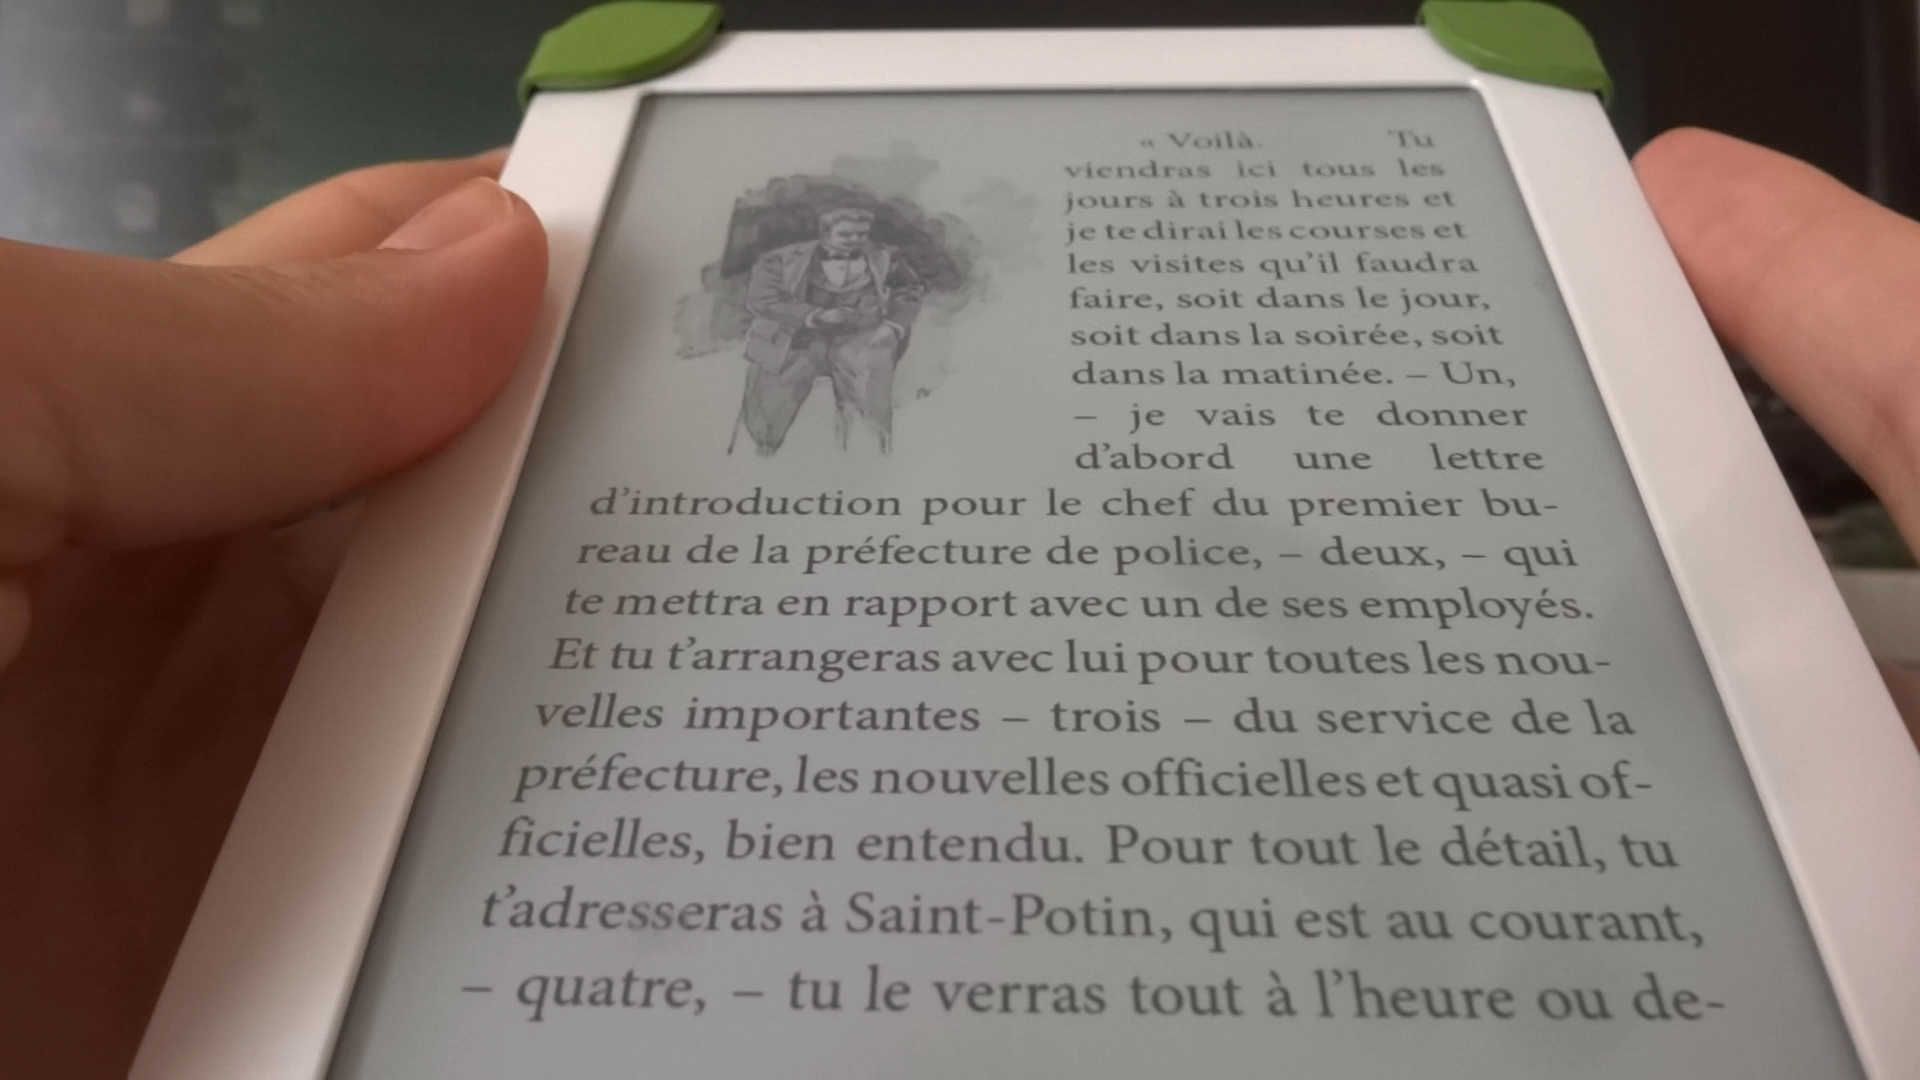 « Voilà. Tu
viendras ici tous les
jours à trois heures et
je te dirai les courses et
les visites qu’il faudra
faire, soit dans le jour,
soit dans la soirée, soit
dans la matinée. – Un,
– je vais te donner
d’abord une lettre
d’introduction pour le chef du premier bu-
reau de la préfecture de police, – deux, – qui
te mettra en rapport avec un de ses employés.
Et tu t’arrangeras avec lui pour toutes les nou-
velles importantes – trois – du service de la
préfecture, les nouvelles officielles et quasi of-
ficielles, bien entendu. Pour tout le détail, tu
t’adresseras à Saint-Potin, qui est au courant,
– quatre, – tu le verras tout à l’heure ou de-